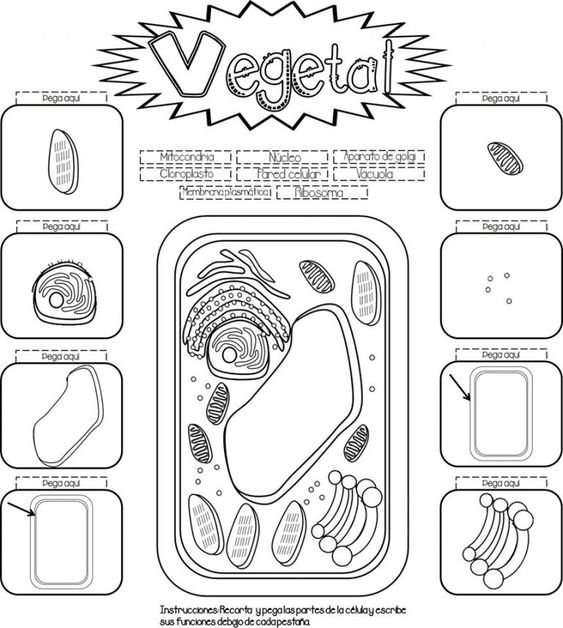 Vegetal
Pega aquí
Pega aquí
Mitocondria
Núcleo
Aparato de golgi
Cloroplasto
Pared celular
Vacuola
Membrana plasmática
Ribosoma
Pega aquí
Pega aquí
Pega aquí
Pega aquí
Pega aquí
Pega aquí
Instrucciones:Recorta y pega las partes de la célula y escribe
sus funciones debajo de cada pestaña.